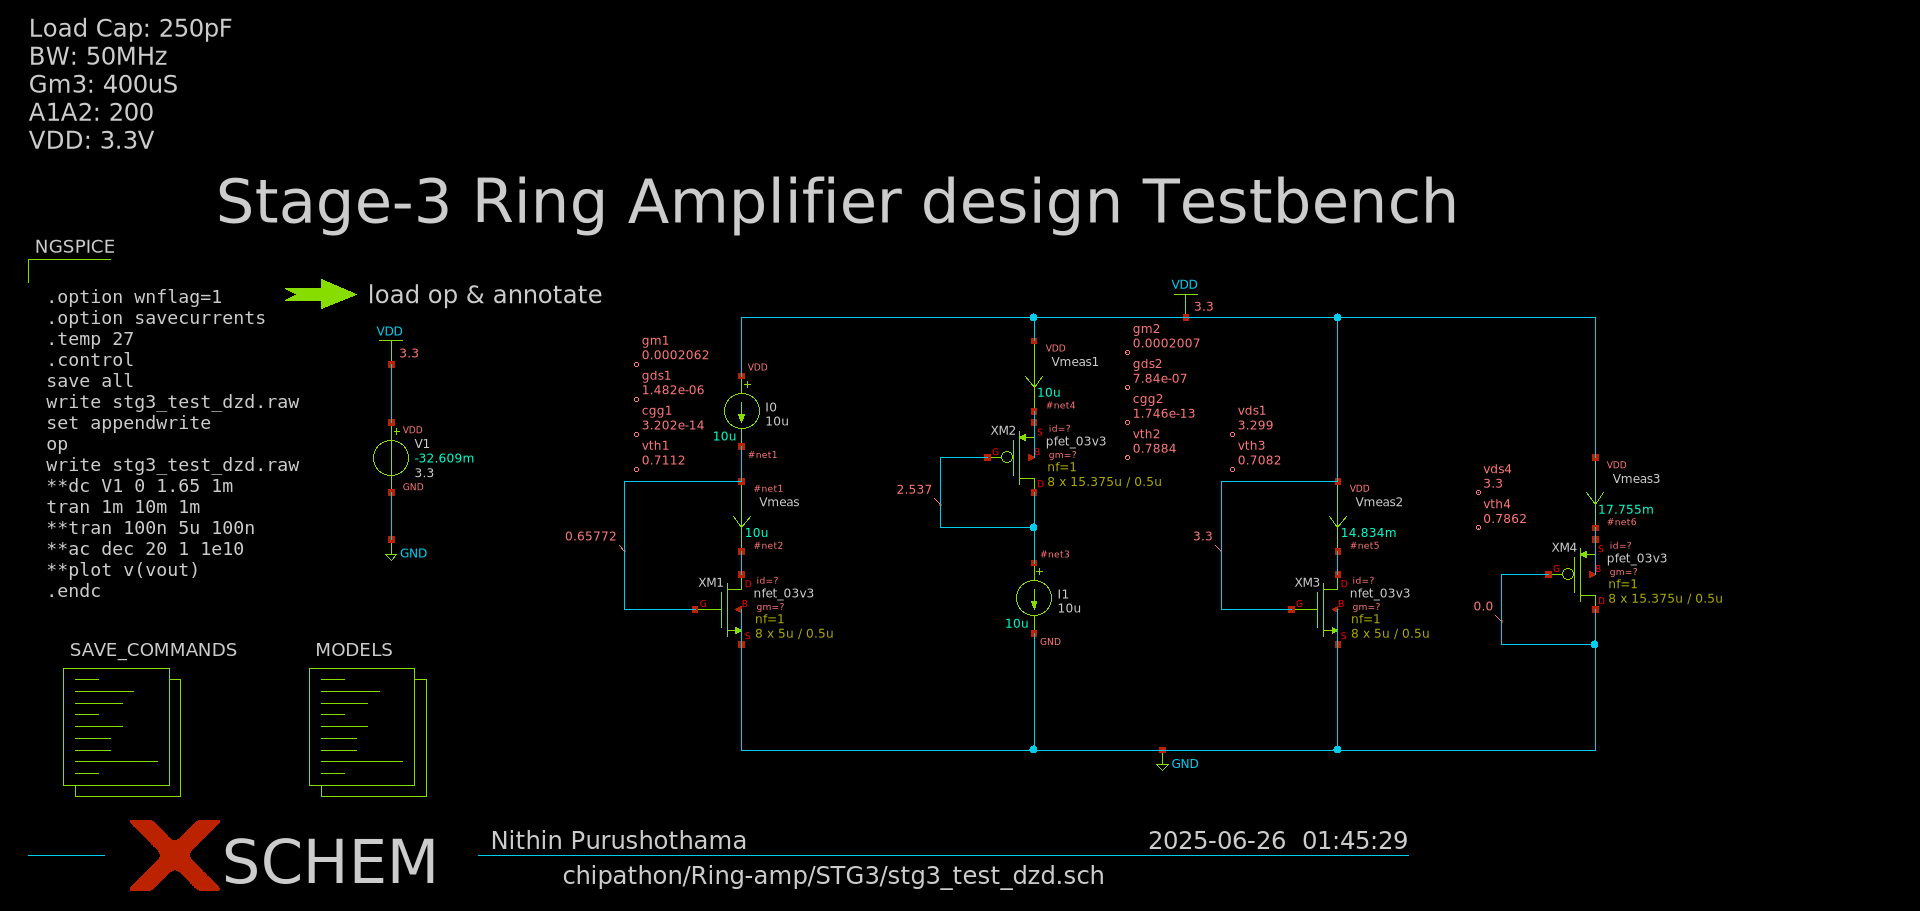 Load Cap: 250pF
BW: 50MHz
Gm3: 400uS
A1A2: 200
VDD: 3.3V
Stage-3 Ring Amplifier design Testbench
NGSPICE
.option wnflag=1
.option savecurrents
.temp 27
.control
save all
write stg3_test_dzd.raw
set appendwrite
op
write stg3_test_dzd.raw
**dc V1 0 1.65 1m
tran 1m 10m 1m
**tran 100n 5u 100n
**ac dec 20 1 1e10
**plot v(vout)
.endc
load op & annotate
VDD
3.3
+ VDD
V1
-32.609m
3.3
GND
GND
gm1
0.0002062
gds1
1.482e-06
cgg1
3.202e-14
vth1
0.7112
VDD
+
I0
10u
10u
#net1
#net1
Vmeas
10u
#net2
0.65772
XM1
G
D
B
S
id=?
nfet_03v3
gm=?
nf=1
8 x 5u / 0.5u
VDD
Vmeas1
10u
#net4
XM2
G
S
B
D
id=?
pfet_03v3
gm=?
nf=1
8 x 15.375u / 0.5u
2.537
#net3
+
I1
10u
10u
GND
VDD
3.3
gm2
0.0002007
gds2
7.84e-07
cgg2
1.746e-13
vth2
0.7884
vds1
3.299
vth3
0.7082
VDD
Vmeas2
14.834m
#net5
3.3
XM3
G
D
B
S
id=?
nfet_03v3
gm=?
nf=1
8 x 5u / 0.5u
GND
vds4
3.3
vth4
0.7862
VDD
Vmeas3
17.755m
#net6
XM4
G
S
B
D
id=?
pfet_03v3
gm=?
nf=1
8 x 15.375u / 0.5u
0.0
SAVE_COMMANDS
MODELS
XSCHEM
Nithin Purushothama
2025-06-26 01:45:29
chipathon/Ring-amp/STG3/stg3_test_dzd.sch